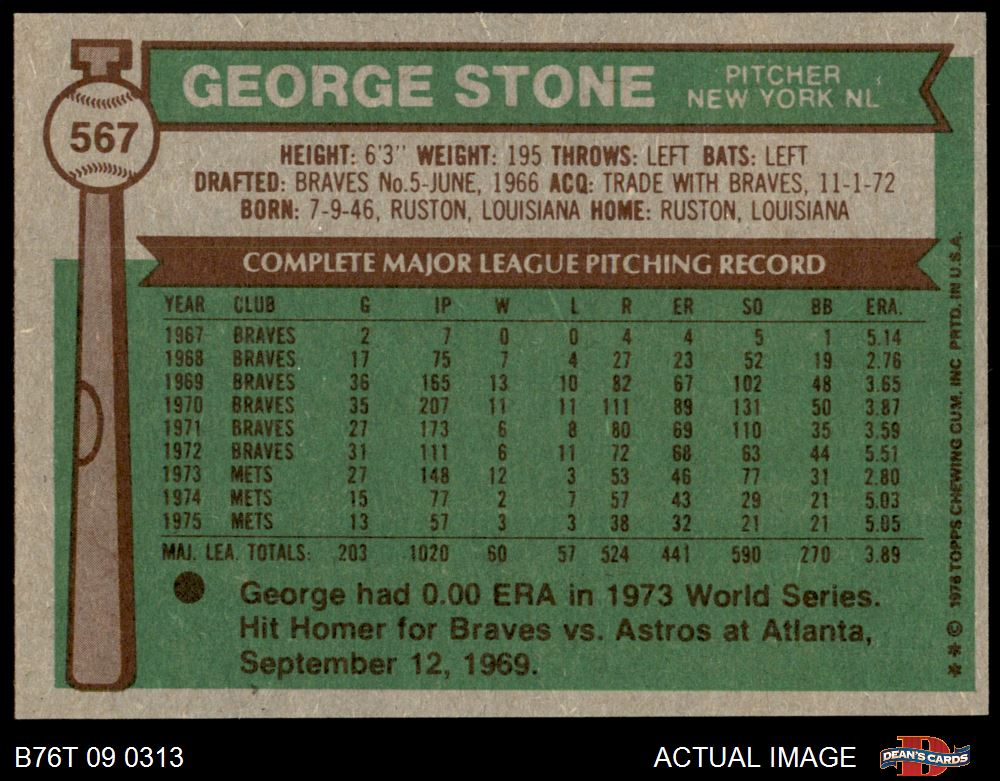 567
GEORGE STONE
PITCHER
NEW YORK NL
HEIGHT: 6'3" WEIGHT: 195 THROWS: LEFT BATS: LEFT
DRAFTED: BRAVES No.5-JUNE, 1966 ACQ: TRADE WITH BRAVES, 11-1-72
BORN: 7-9-46, RUSTON, LOUISIANA HOME: RUSTON, LOUISIANA
COMPLETE MAJOR LEAGUE PITCHING RECORD
YEAR CLUB G IP W L R ER SO BB ERA.
1967 BRAVES 2 7 0 0 4 4 5 1 5.14
1968 BRAVES 17 75 7 4 27 23 52 19 2.76
1969 BRAVES 36 165 13 10 82 67 102 48 3.65
1970 BRAVES 35 207 11 11 111 89 131 50 3.87
1971 BRAVES 27 173 6 8 80 69 110 35 3.59
1972 BRAVES 31 111 6 11 72 68 63 44 5.51
1973 METS 27 148 12 3 53 46 77 31 2.80
1974 METS 15 77 2 7 57 43 29 21 5.03
1975 METS 13 57 3 3 38 32 21 21 5.05
MAJ. LEA. TOTALS: 203 1020 60 57 524 441 590 270 3.89
George had 0.00 ERA in 1973 World Series.
Hit Homer for Braves vs. Astros at Atlanta,
September 12, 1969.
** © 1976 TOPPS CHEWING GUM, INC PRTD. IN U.S.A.
B76T 09 0313
ACTUAL IMAGE
DEAN'S CARDS